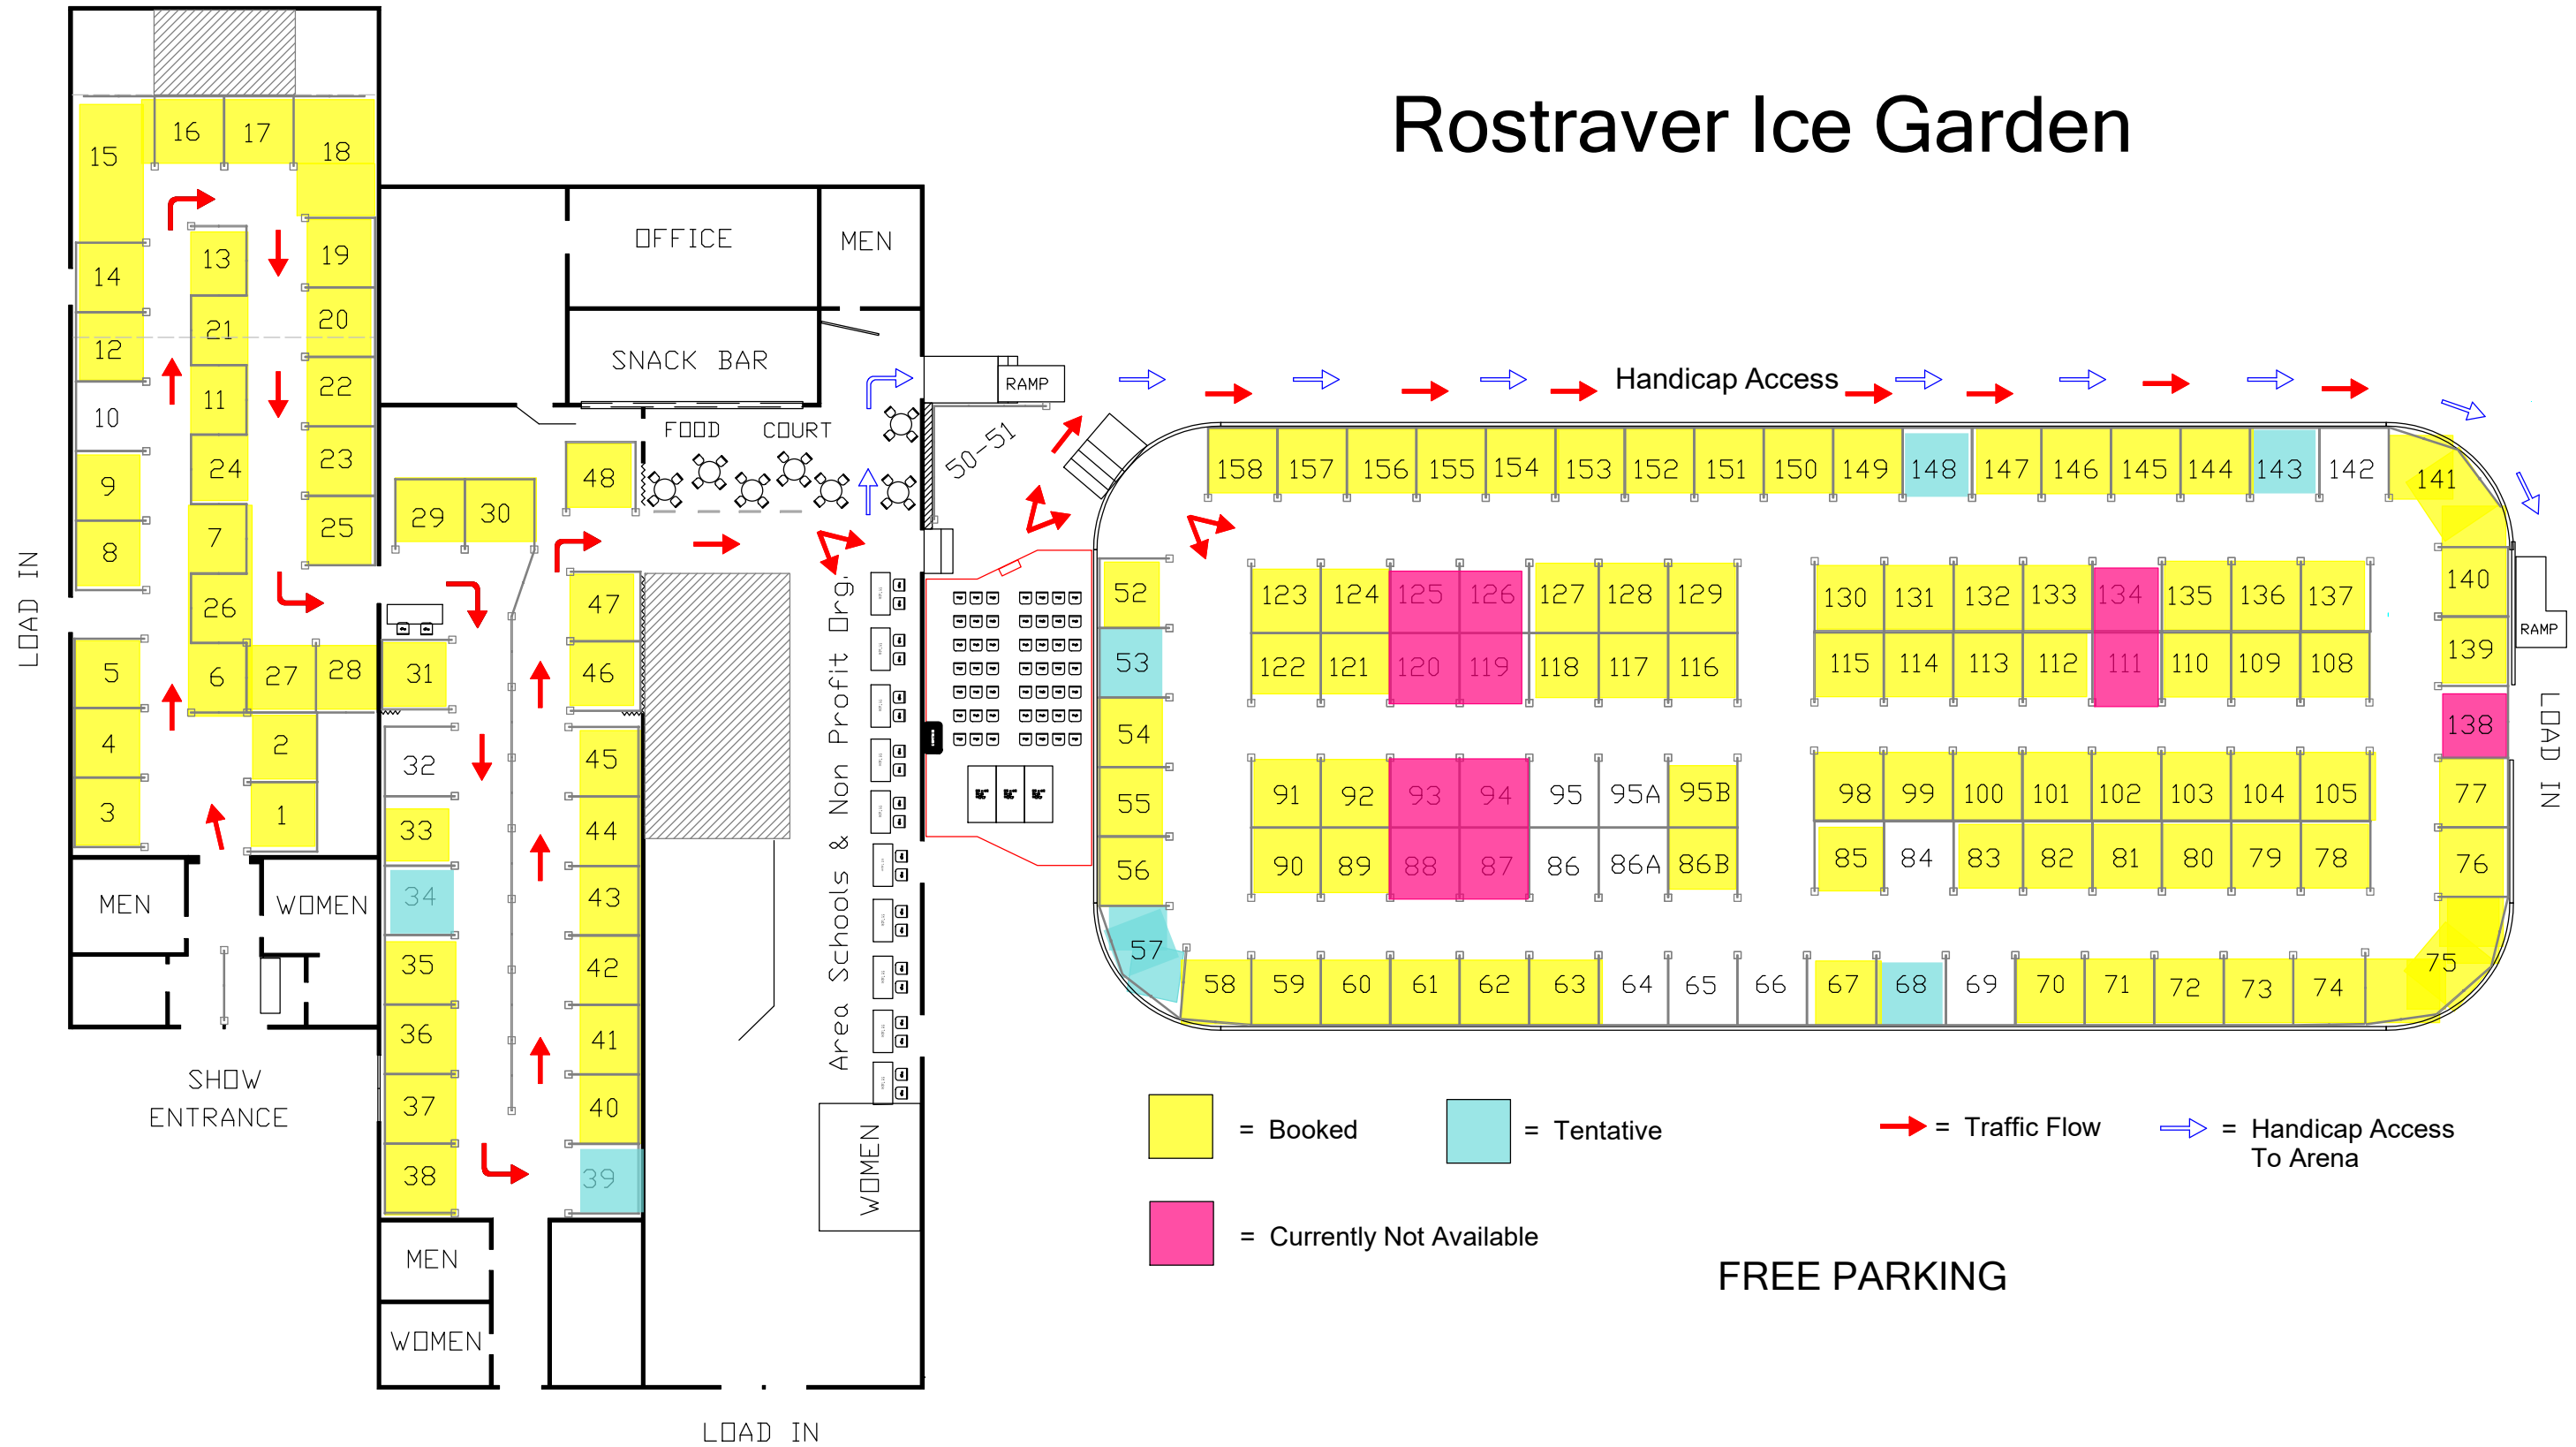 Rostraver Ice Garden
16
17
18
15
19
13
14
21
20
12
22
11
10
23
24
9
25
7
8
26
5
6
27
28
4
2
3
1
LOAD IN
MEN
WOMEN
SHOW
ENTRANCE
OFFICE
MEN
SNACK BAR
FOOD COURT
RAMP
50-51
48
29
30
47
31
46
32
45
33
44
34
43
35
42
36
41
37
40
38
39
MEN
WOMEN
Area Schools & Non Profit Org.
WOMEN
LOAD IN
Handicap Access
158 157 156 155 154 153 152 151 150 149 148 147 146 145 144 143 142 141
52
53
54
55
56
57
123 124 125 126 127 128 129
122 121 120 119 118 117 116
130 131 132 133 134 135 136 137
115 114 113 112 111 110 109 108
91 92 93 94 95 95A 95B
90 89 88 87 86 86A 86B
98 99 100 101 102 103 104 105
85 84 83 82 81 80 79 78
140
139
138
77
76
75
RAMP
LOAD IN
58 59 60 61 62 63 64 65 66 67 68 69 70 71 72 73 74
= Booked
= Tentative
= Traffic Flow
= Handicap Access
To Arena
= Currently Not Available
FREE PARKING